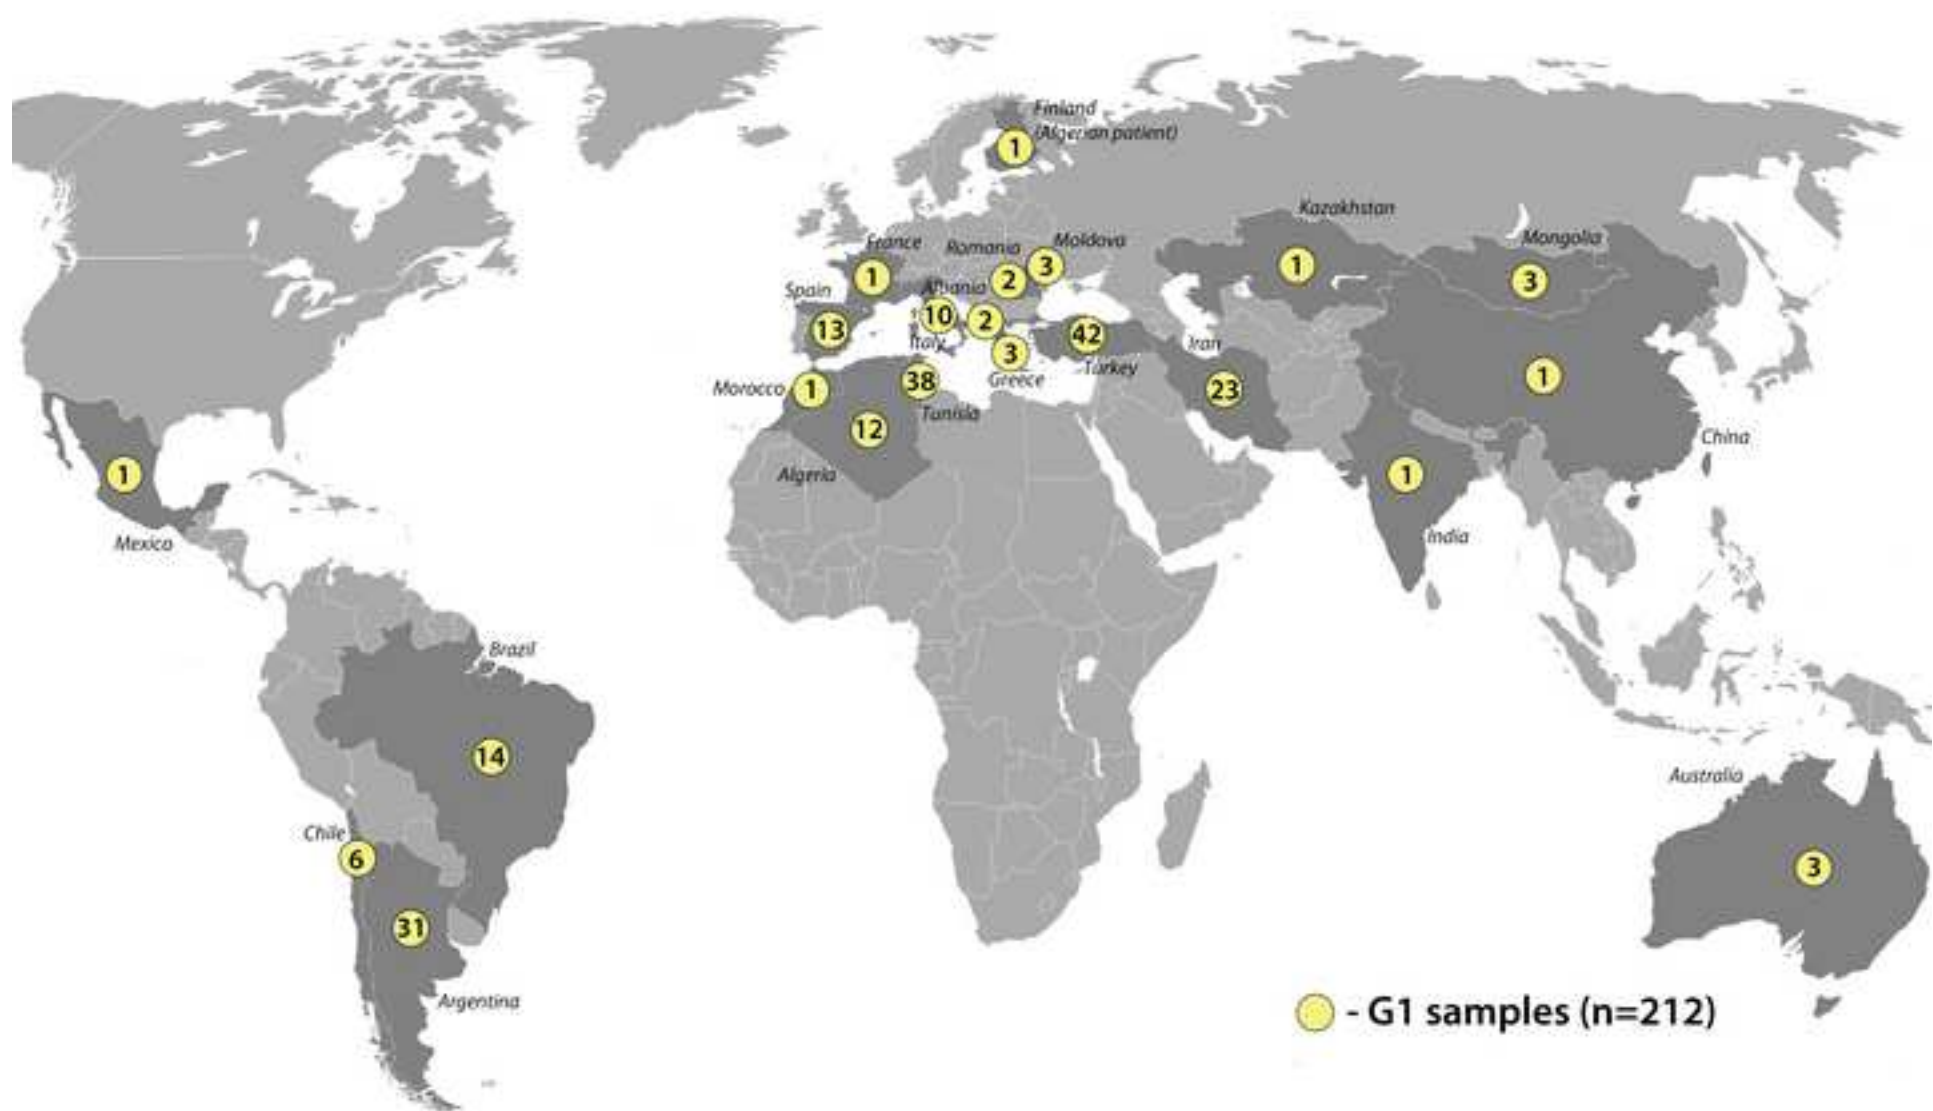 Finland
(Algerian patient)
1
Kazakhstan
1
Mongolia
3
France
1
Romania
2
Moldova
3
Spain
13
Albania
2
10
Italy
3
Greece
42
Turkey
Iran
23
1
China
Morocco
1
38
Tunisia
12
Algeria
1
India
1
Mexico
Brazil
14
Chile
6
31
Argentina
Australia
3
- G1 samples (n=212)